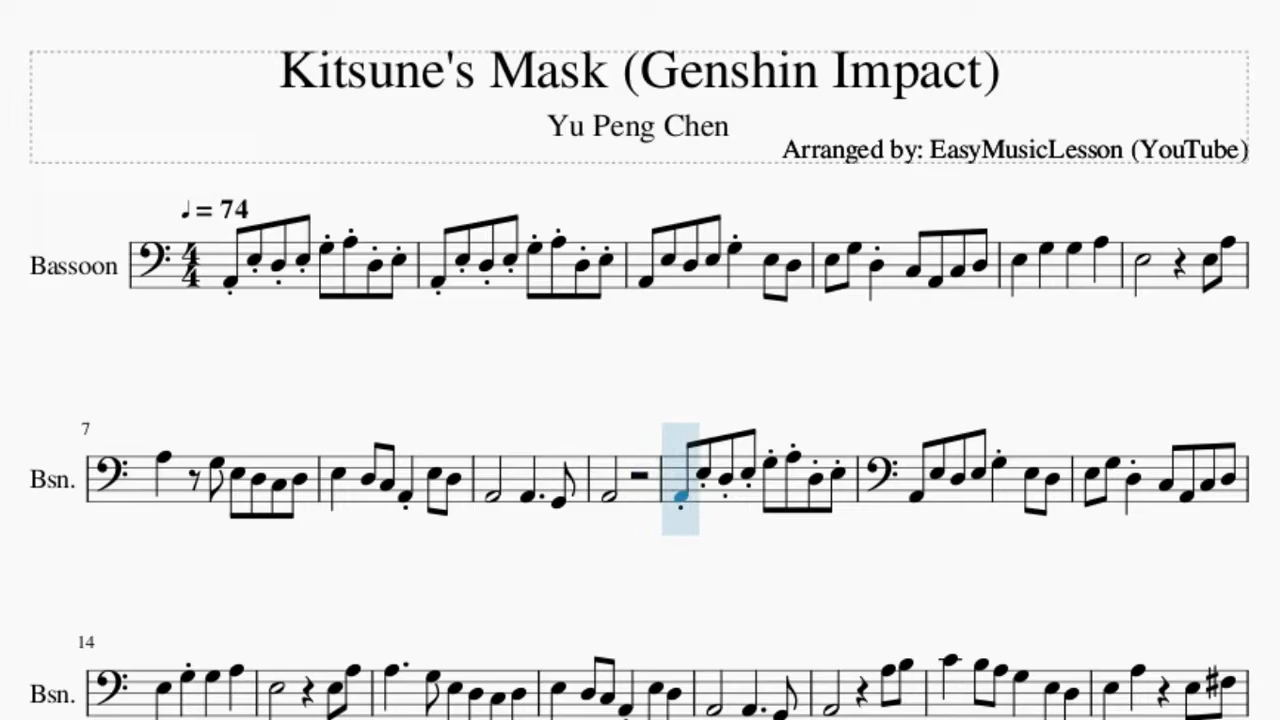 Kitsune's Mask (Genshin Impact)
Yu Peng Chen
Arranged by: EasyMusicLesson (YouTube)
♩ = 74
Bassoon
4
4
7
Bsn.
14
Bsn.